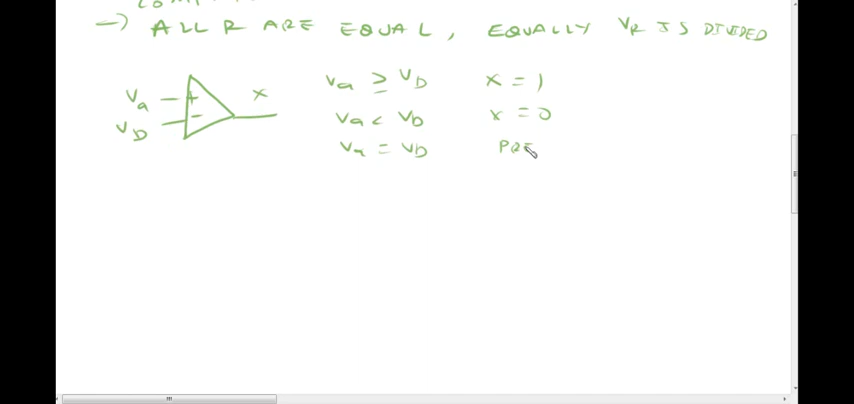 → ALL R ARE EQUAL, EQUALLY VR IS DIVIDED
Va + x
VD -
Va ≥ VD x = 1
Va < VD x = 0
Va = VD PRE